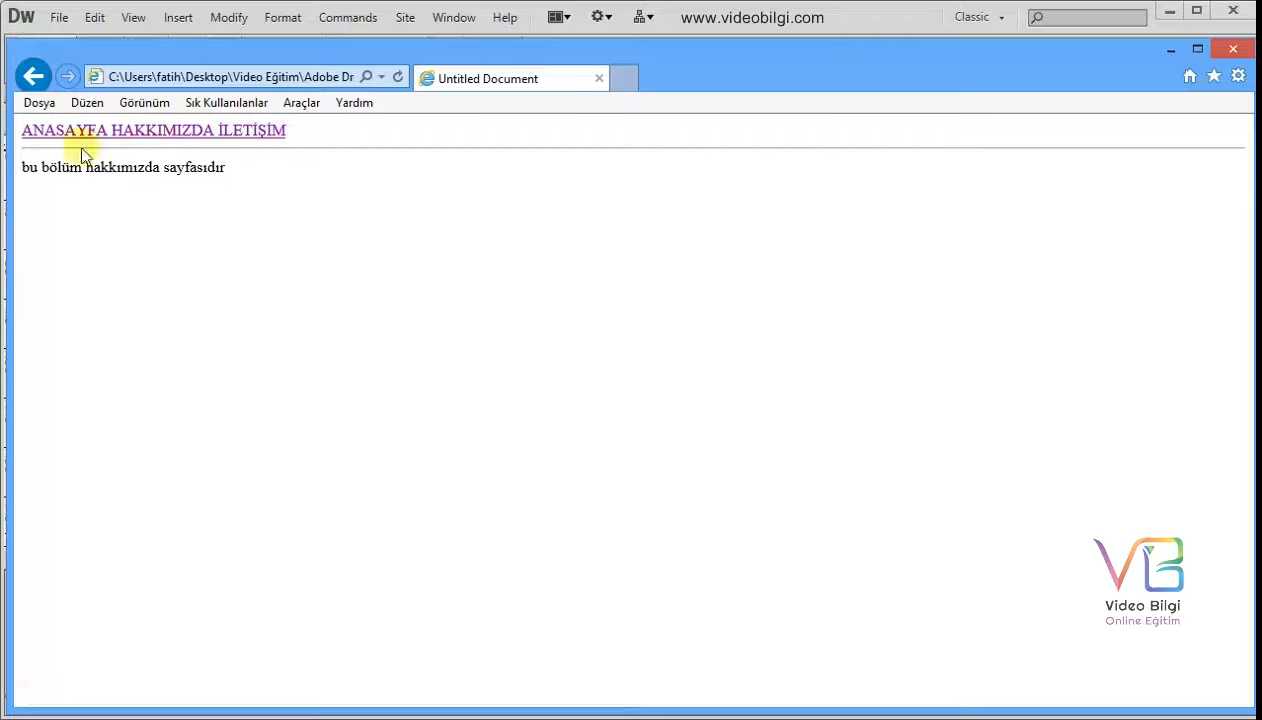 Dw File Edit View Insert Modify Format Commands Site Window Help www.videobilgi.com Classic
C:\Users\fatih\Desktop\Video Eğitim\Adobe Dr Untitled Document
Dosya Düzen Görünüm Sık Kullanılanlar Araçlar Yardım
ANASAYFA HAKKIMIZDA İLETİŞİM
bu bölüm hakkımızda sayfasıdır
VB
Video Bilgi
Online Eğitim